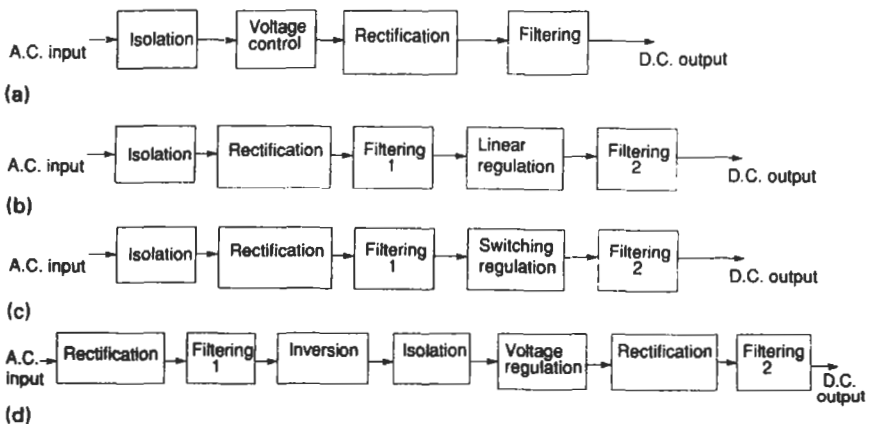 A.C. input
Isolation
Voltage
control
Rectification
Filtering
D.C. output
(a)
A.C. input
Isolation
Rectification
Filtering
1
Linear
regulation
Filtering
2
D.C. output
(b)
A.C. input
Isolation
Rectification
Filtering
1
Switching
regulation
Filtering
2
D.C. output
(c)
A.C.
input
Rectification
Filtering
1
Inversion
Isolation
Voltage
regulation
Rectification
Filtering
2
D.C.
output
(d)